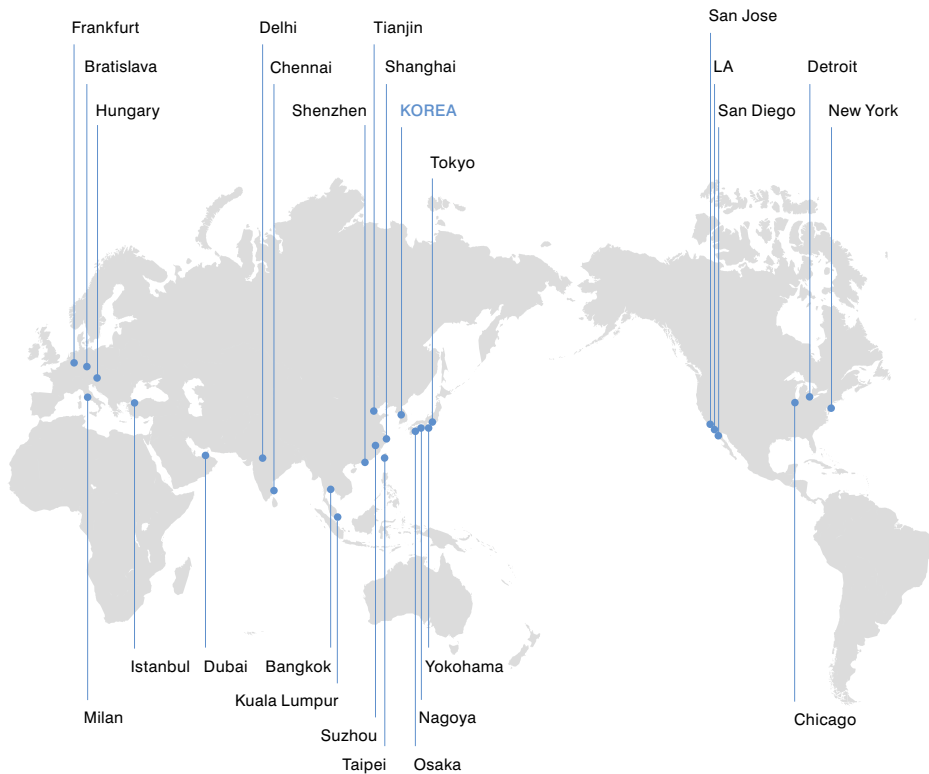 San Jose
Frankfurt
Delhi
Tianjin
Bratislava
Chennai
Shanghai
LA
Detroit
Hungary
Shenzhen
KOREA
San Diego
New York
Tokyo
Istanbul
Dubai
Bangkok
Yokohama
Kuala Lumpur
Milan
Nagoya
Chicago
Suzhou
Taipei
Osaka